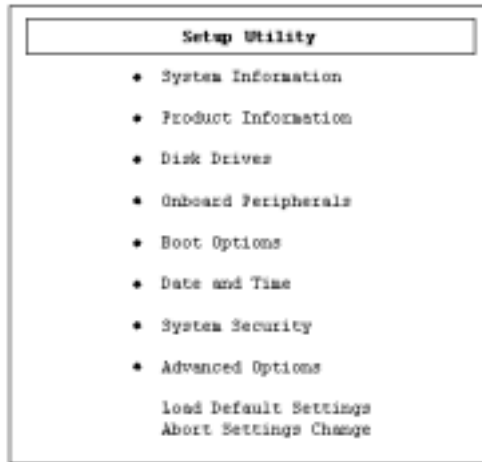 Setup Utility
◆ System Information
◆ Product Information
◆ Disk Drives
◆ Onboard Peripherals
◆ Boot Options
◆ Date and Time
◆ System Security
◆ Advanced Options
Load Default Settings
Abort Settings Change